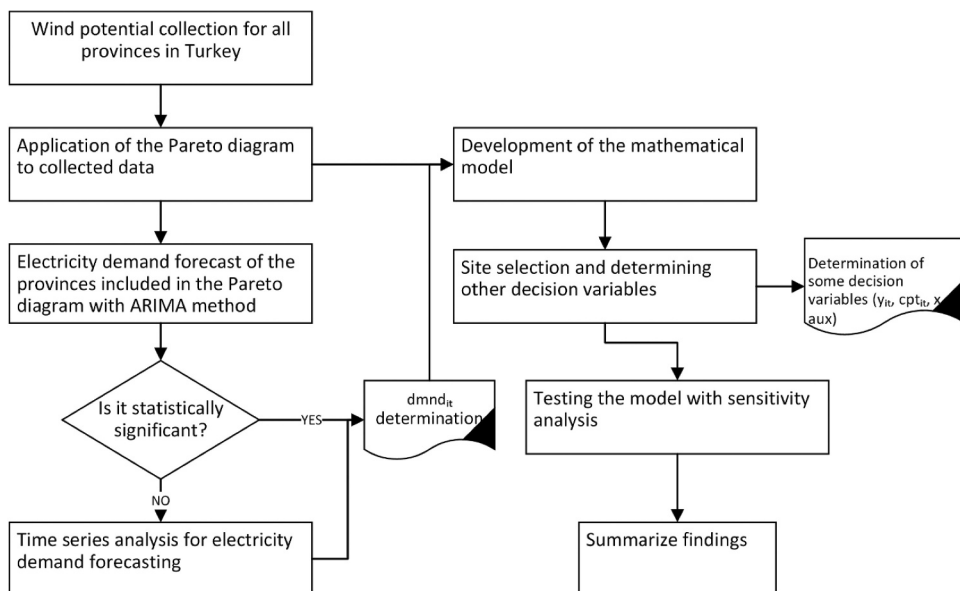 Wind potential collection for all
provinces in Turkey
Application of the Pareto diagram
to collected data
Electricity demand forecast of the
provinces included in the Pareto
diagram with ARIMA method
Is it statistically
significant?
YES
NO
Time series analysis for electricity
demand forecasting
dmnd_it
determination
Development of the mathematical
model
Site selection and determining
other decision variables
Determination of
some decision
variables (y_it, cpt_it, x
aux)
Testing the model with sensitivity
analysis
Summarize findings